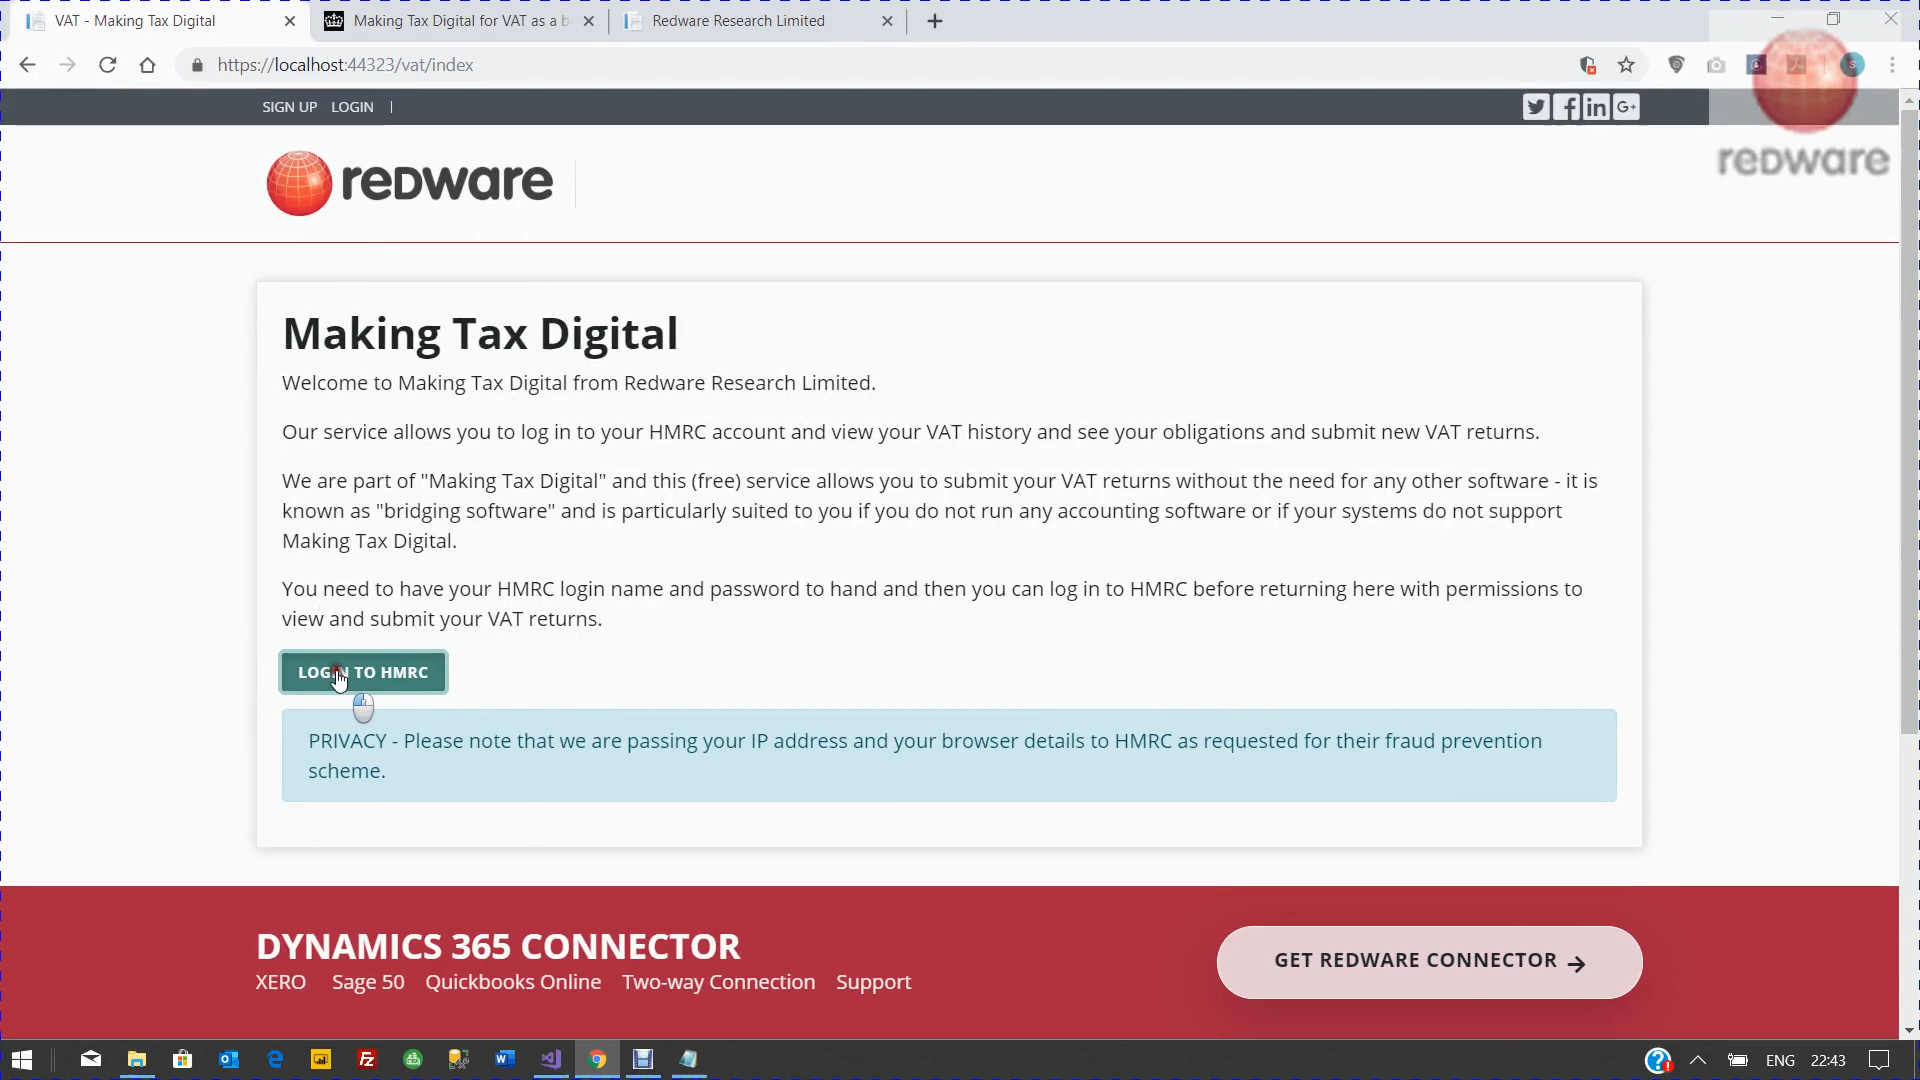 VAT - Making Tax Digital
Making Tax Digital for VAT as a b
Redware Research Limited
https://localhost:44323/vat/index
SIGN UP LOGIN |
redware
redware
Making Tax Digital
Welcome to Making Tax Digital from Redware Research Limited.
Our service allows you to log in to your HMRC account and view your VAT history and see your obligations and submit new VAT returns.
We are part of "Making Tax Digital" and this (free) service allows you to submit your VAT returns without the need for any other software - it is
known as "bridging software" and is particularly suited to you if you do not run any accounting software or if your systems do not support
Making Tax Digital.
You need to have your HMRC login name and password to hand and then you can log in to HMRC before returning here with permissions to
view and submit your VAT returns.
LOGIN TO HMRC
PRIVACY - Please note that we are passing your IP address and your browser details to HMRC as requested for their fraud prevention
scheme.
DYNAMICS 365 CONNECTOR
XERO Sage 50 Quickbooks Online Two-way Connection Support
GET REDWARE CONNECTOR →
ENG 22:43